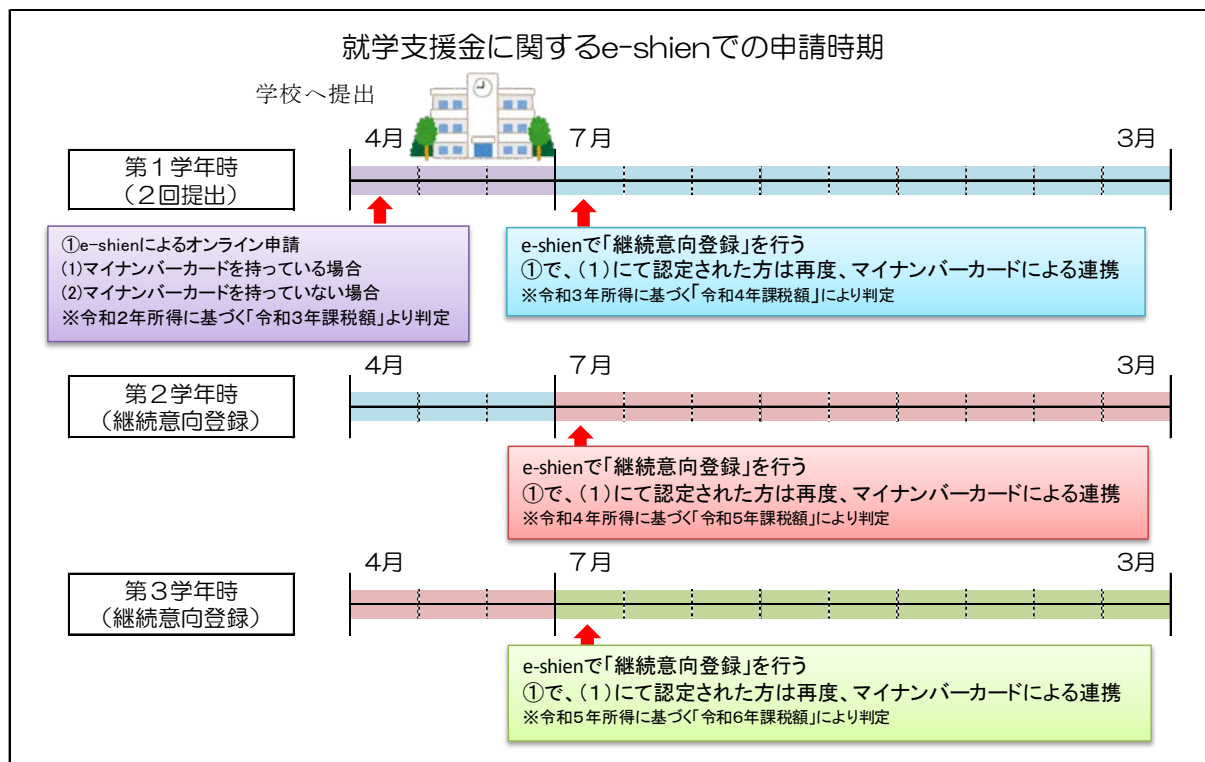 就学支援金に関するe-shienでの申請時期
学校へ提出
4月
7月
3月
第1学年時
(2回提出)
①e-shienによるオンライン申請
(1)マイナンバーカードを持っている場合
(2)マイナンバーカードを持っていない場合
※令和2年所得に基づく「令和3年課税額」より判定
e-shienで「継続意向登録」を行う
①で、(1)にて認定された方は再度、マイナンバーカードによる連携
※令和3年所得に基づく「令和4年課税額」により判定
4月
7月
3月
第2学年時
(継続意向登録)
e-shienで「継続意向登録」を行う
①で、(1)にて認定された方は再度、マイナンバーカードによる連携
※令和4年所得に基づく「令和5年課税額」により判定
4月
7月
3月
第3学年時
(継続意向登録)
e-shienで「継続意向登録」を行う
①で、(1)にて認定された方は再度、マイナンバーカードによる連携
※令和5年所得に基づく「令和6年課税額」により判定